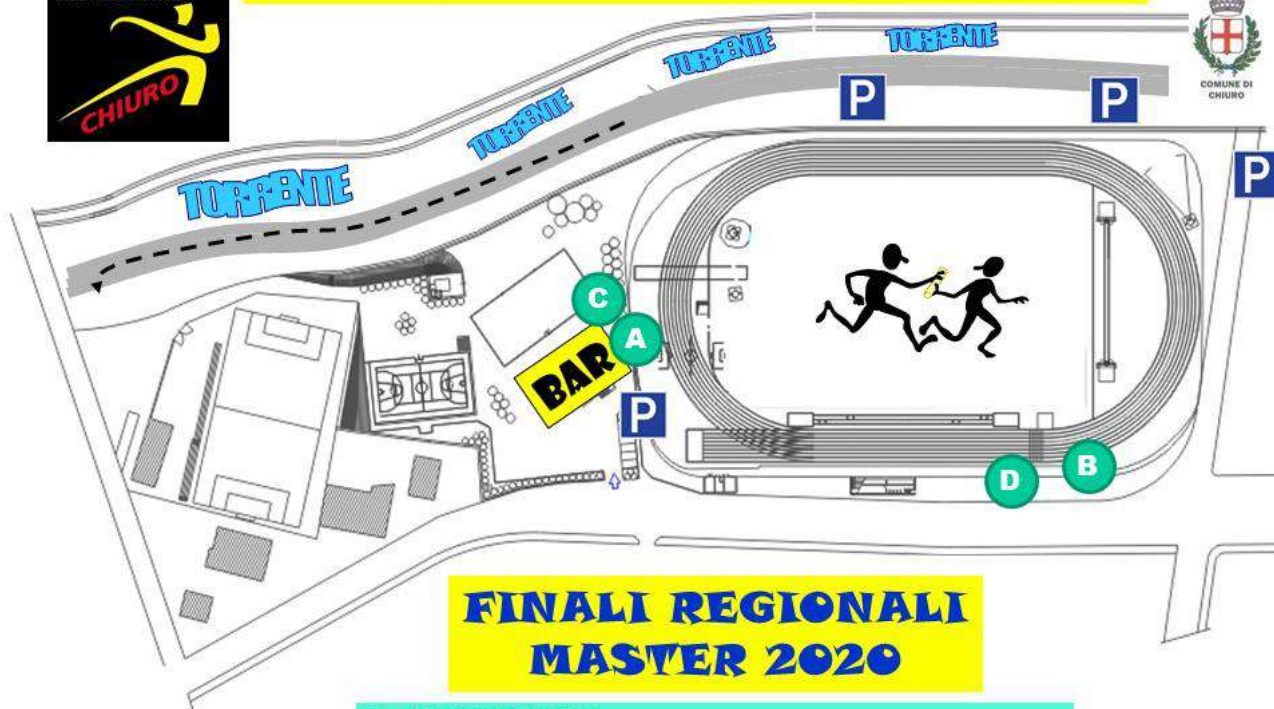 CHIURO
COMUNE DI
CHIURO
TORRENTE
TORRENTE
TORRENTE
TORRENTE
P
P
P
C
A
BAR
P
B
D
FINALI REGIONALI
MASTER 2020